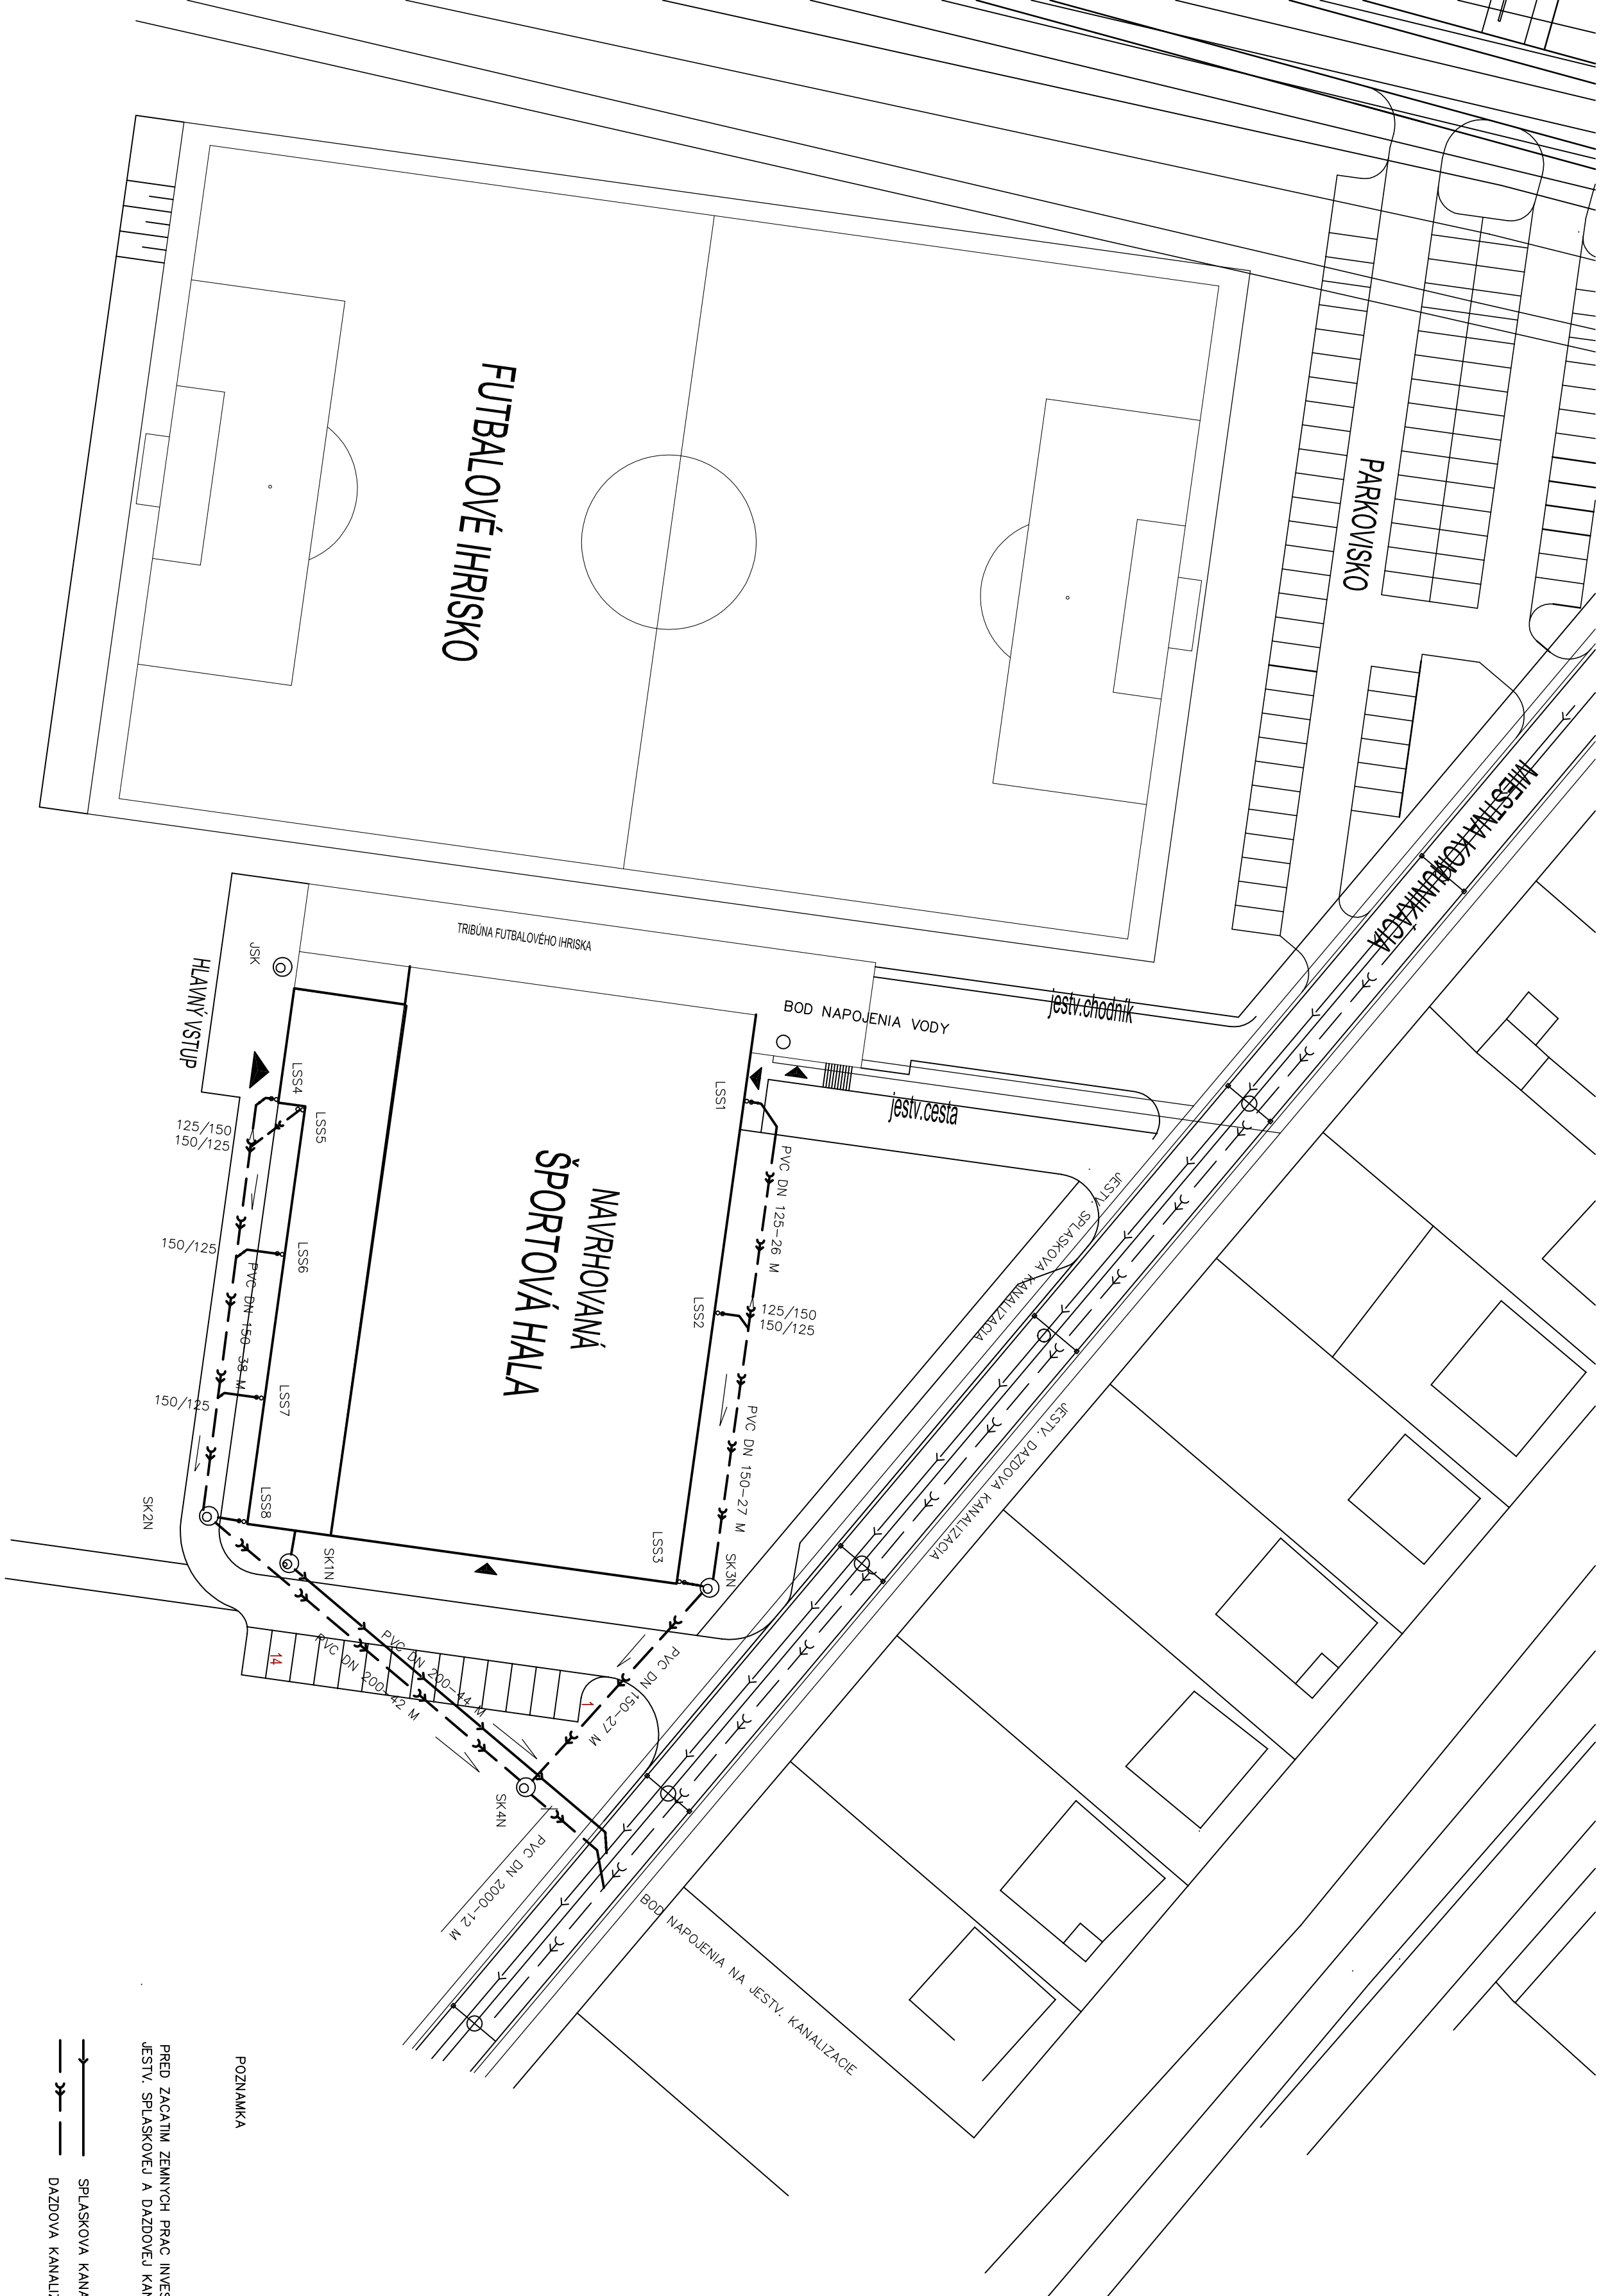 FUTBALOVÉ IHRISKO
PARKOVISKO
MIESTNA KOMUNIKÁCIA
TRIBÚNA FUTBALOVÉHO IHRISKA
JSK
HLAVNÝ VSTUP
BOD NAPOJENIA VODY
jestv.chodník
jestv.cesta
LSS4
LSS5
LSS1
125/150
150/125
NAVRHOVANÁ
ŠPORTOVÁ HALA
PVC DN 125-26 M
JESTV. SPLASKOVA KANALIZACIA
150/125
LSS6
PVC DN 150-38 M
LSS2
125/150
150/125
150/125
LSS7
PVC DN 150-27 M
JESTV. DAZDOVA KANALIZACIA
SK2N
LSS8
SK1N
LSS3
SK3N
14
1
PVC DN 200-44 M
PVC DN 200-42 M
PVC DN 150-27 M
SK4N
PVC DN 2000-12 M
BOD NAPOJENIA NA JESTV. KANALIZACIE
POZNAMKA
PRED ZACATIM ZEMNYCH PRAC INVES
JESTV. SPLASKOVEJ A DAZDOVEJ KAN
SPLASKOVA KANA
DAZDOVA KANALIZ